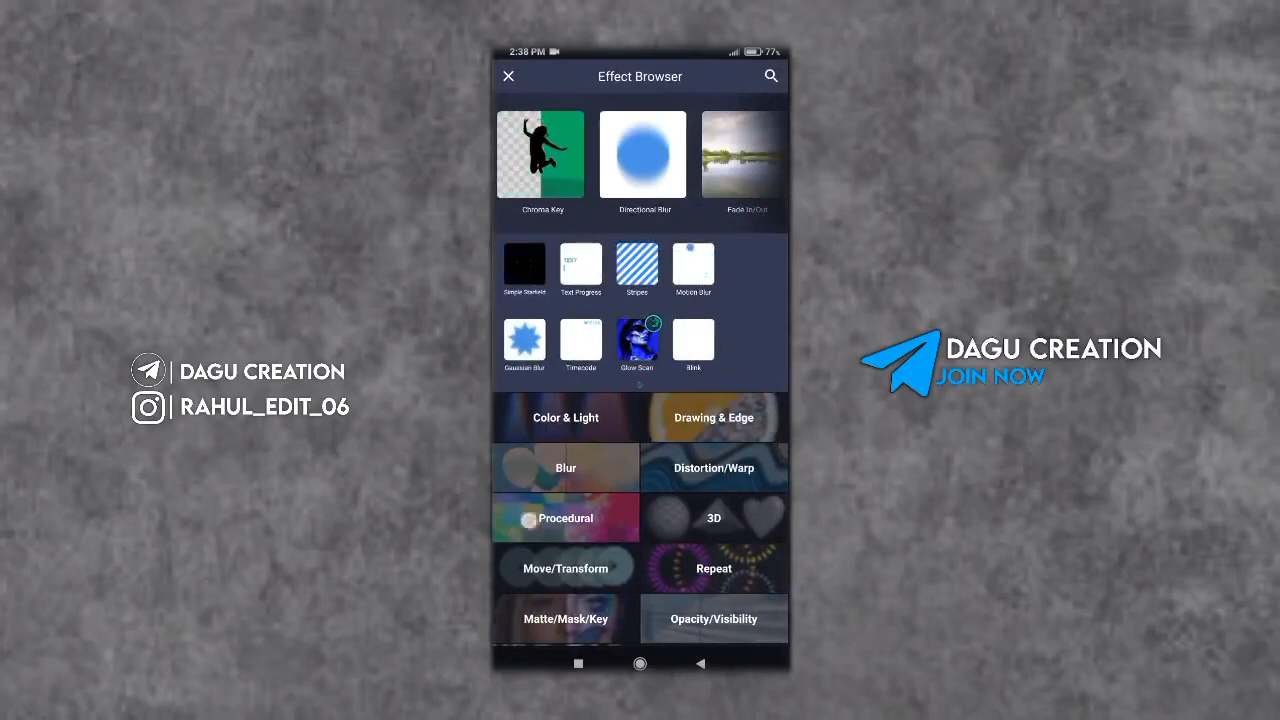 2:38 PM
77%
Effect Browser
Chroma Key
Directional Blur
Fade In/Out
Simple Starfield
Text Progress
Stripes
Motion Blur
Gaussian Blur
Timecode
Glow Scan
Blink
Color & Light
Drawing & Edge
Blur
Distortion/Warp
Procedural
3D
Move/Transform
Repeat
Matte/Mask/Key
Opacity/Visibility
DAGU CREATION
RAHUL_EDIT_06
DAGU CREATION
JOIN NOW